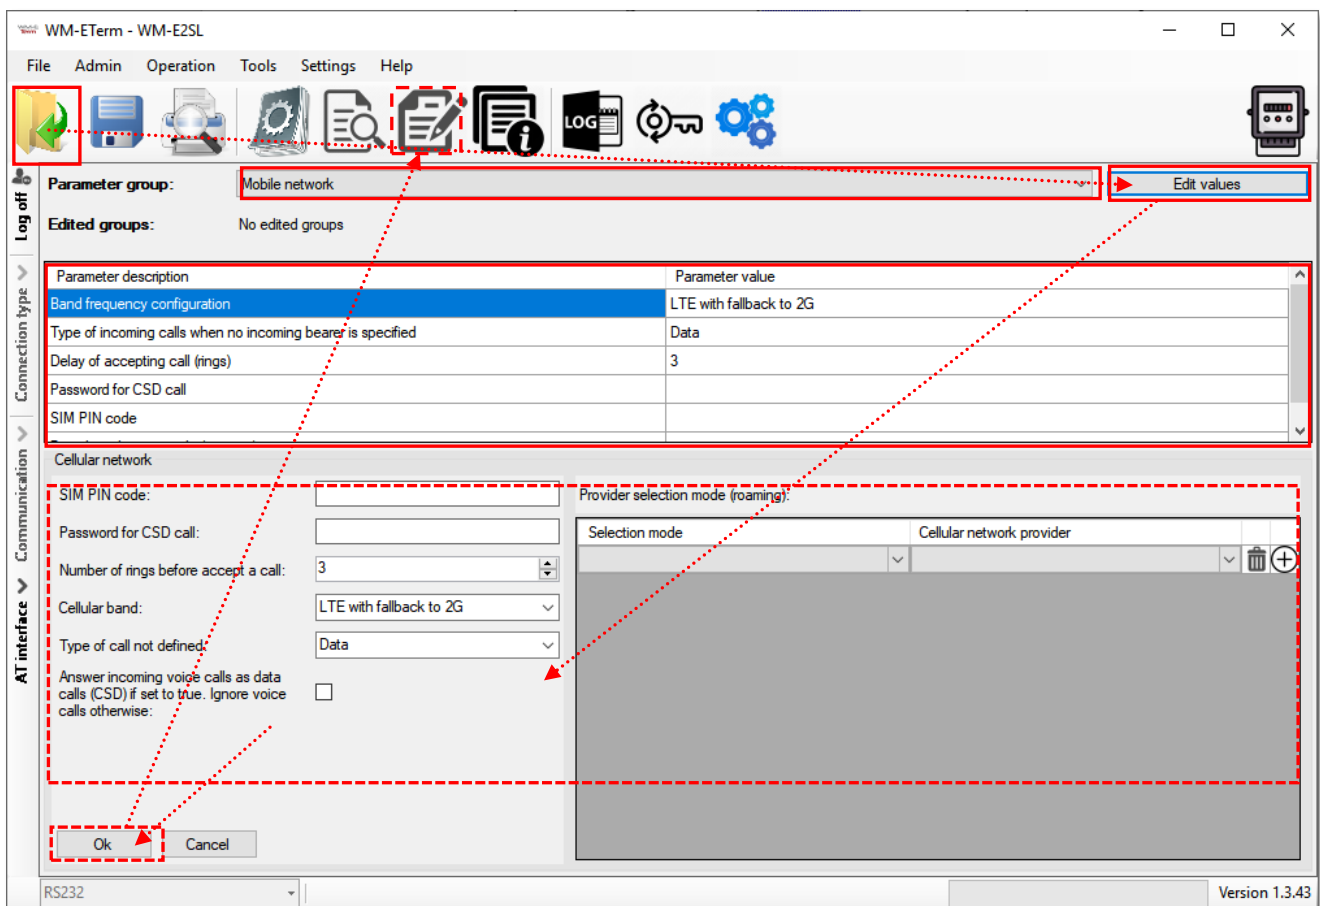 WM-ETerm - WM-E2SL
File Admin Operation Tools Settings Help
LOG
Log off
Connection type
Communication
AT interface
Parameter group: Mobile network Edit values
Edited groups: No edited groups
Parameter description Parameter value
Band frequency configuration LTE with fallback to 2G
Type of incoming calls when no incoming bearer is specified Data
Delay of accepting call (rings) 3
Password for CSD call
SIM PIN code
Cellular network
SIM PIN code: Provider selection mode (roaming):
Password for CSD call: Selection mode Cellular network provider
Number of rings before accept a call: 3
Cellular band: LTE with fallback to 2G
Type of call not defined: Data
Answer incoming voice calls as data
calls (CSD) if set to true. Ignore voice
calls otherwise:
Ok Cancel
RS232 Version 1.3.43